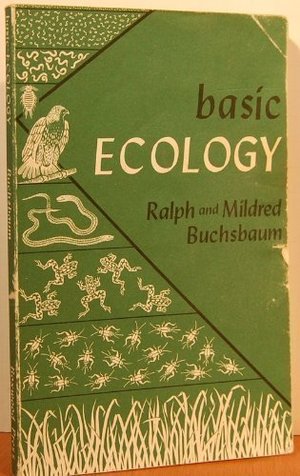 basic
ECOLOGY
Ralph and Mildred
Buchsbaum